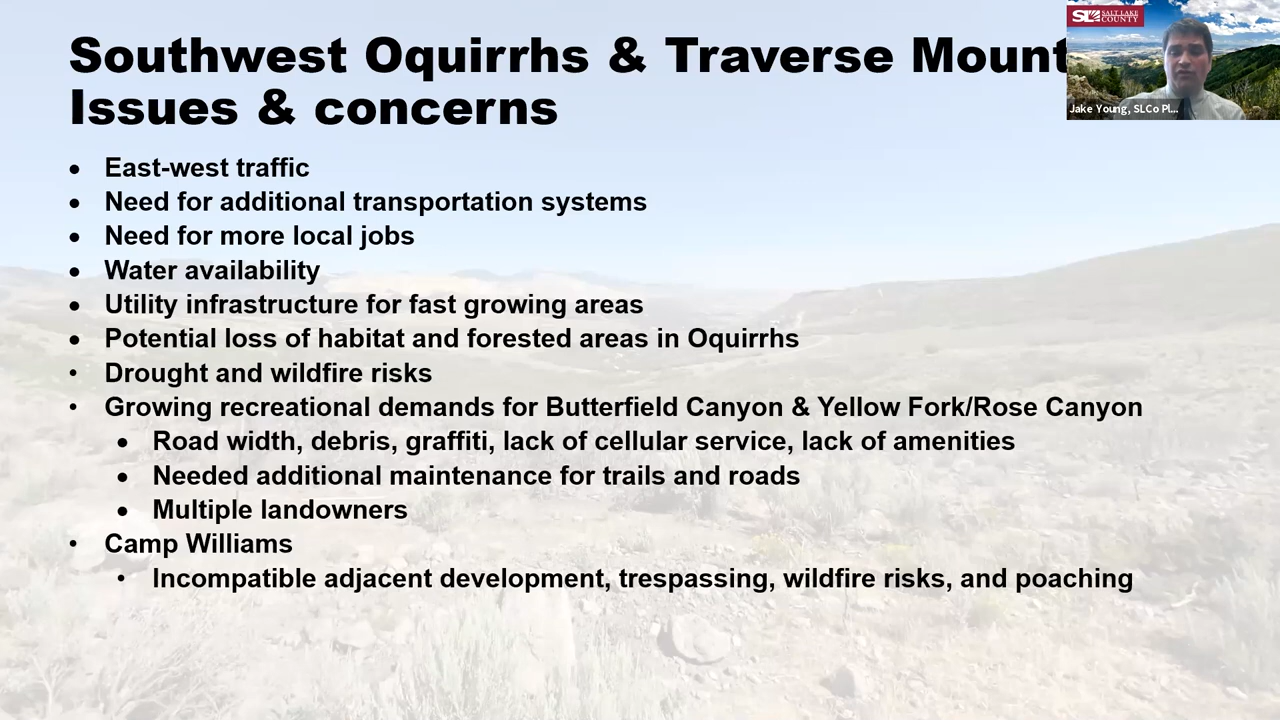 Southwest Oquirrhs & Traverse Mount
Issues & concerns
SL SALT LAKE COUNTY
Jake Young, SLCo Pl...
• East-west traffic
• Need for additional transportation systems
• Need for more local jobs
• Water availability
• Utility infrastructure for fast growing areas
• Potential loss of habitat and forested areas in Oquirrhs
• Drought and wildfire risks
• Growing recreational demands for Butterfield Canyon & Yellow Fork/Rose Canyon
• Road width, debris, graffiti, lack of cellular service, lack of amenities
• Needed additional maintenance for trails and roads
• Multiple landowners
• Camp Williams
• Incompatible adjacent development, trespassing, wildfire risks, and poaching